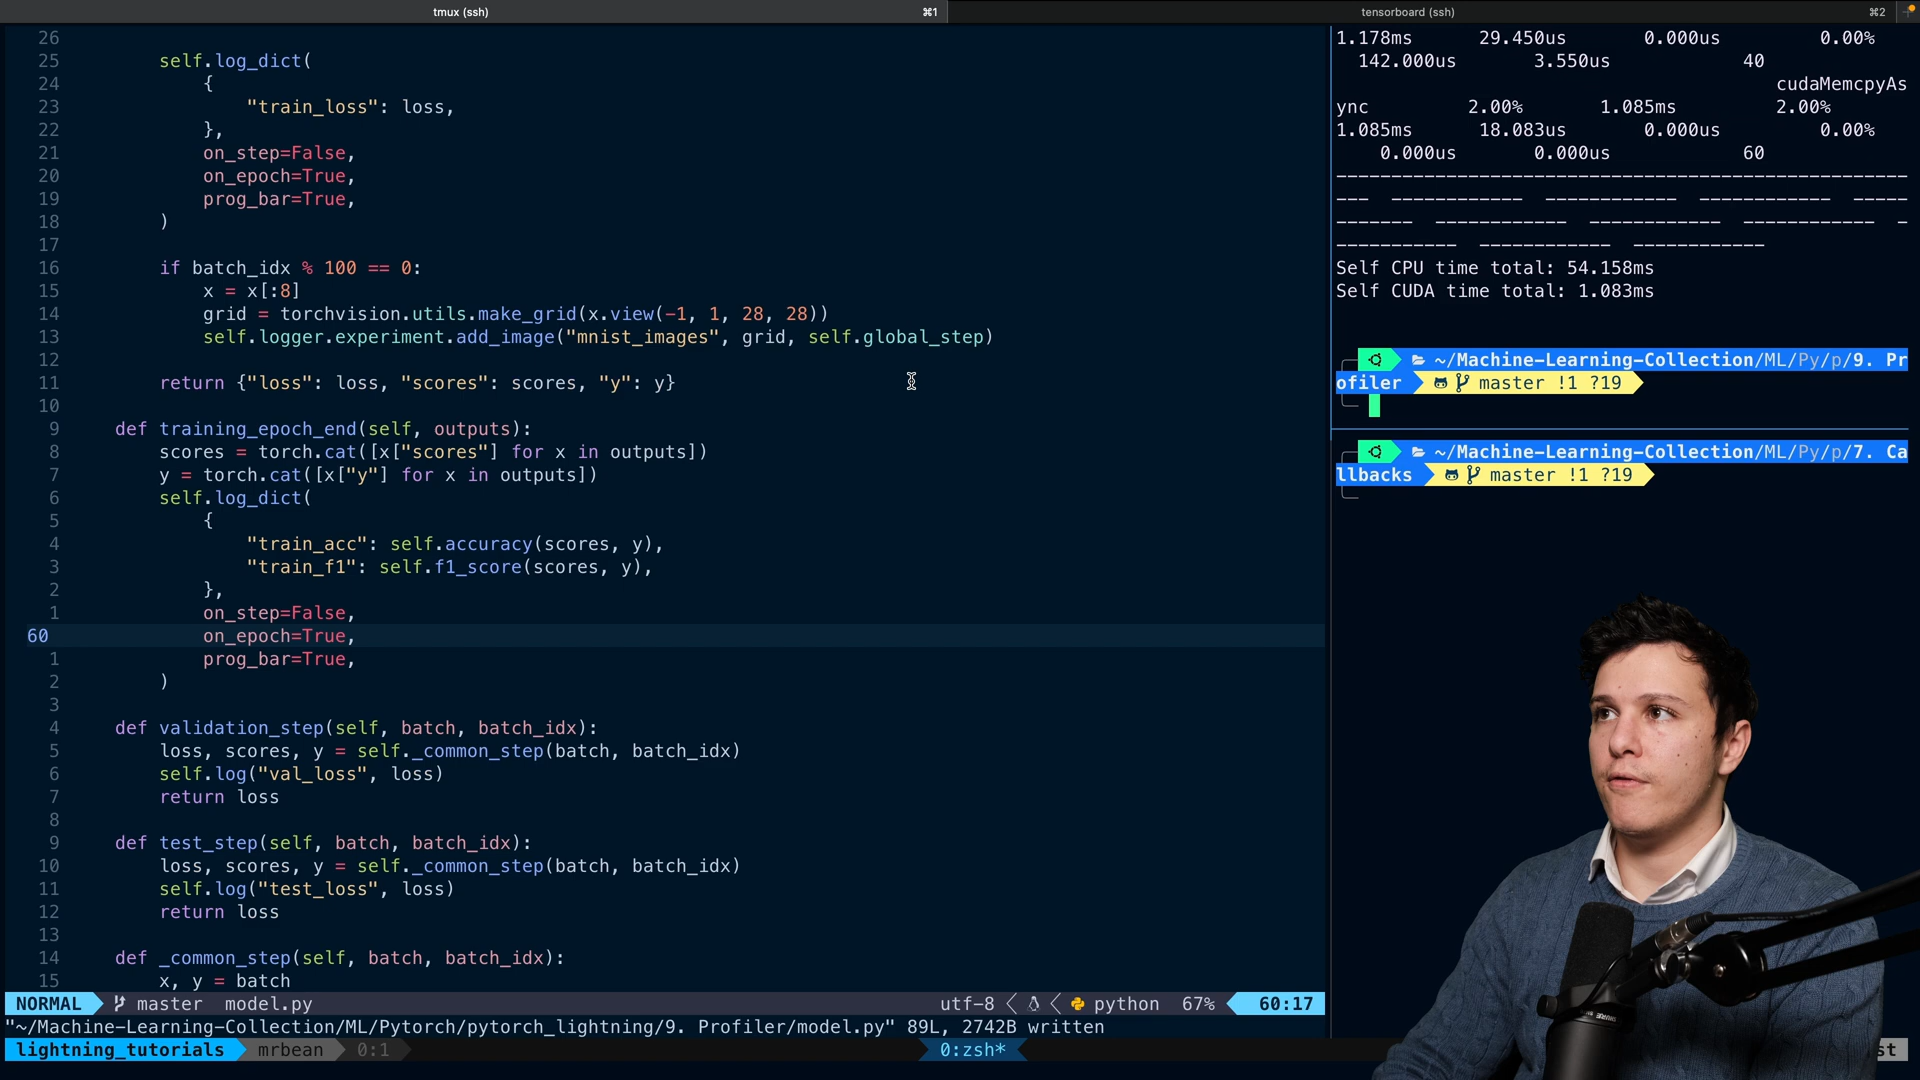 tmux (ssh) ⌘1 tensorboard (ssh) ⌘2
26
25 self.log_dict(
24 {
23 "train_loss": loss,
22 },
21 on_step=False,
20 on_epoch=True,
19 prog_bar=True,
18 )
17
16 if batch_idx % 100 == 0:
15 x = x[:8]
14 grid = torchvision.utils.make_grid(x.view(-1, 1, 28, 28))
13 self.logger.experiment.add_image("mnist_images", grid, self.global_step)
12
11 return {"loss": loss, "scores": scores, "y": y}
10
9 def training_epoch_end(self, outputs):
8 scores = torch.cat([x["scores"] for x in outputs])
7 y = torch.cat([x["y"] for x in outputs])
6 self.log_dict(
5 {
4 "train_acc": self.accuracy(scores, y),
3 "train_f1": self.f1_score(scores, y),
2 },
1 on_step=False,
60 on_epoch=True,
1 prog_bar=True,
2 )
3
4 def validation_step(self, batch, batch_idx):
5 loss, scores, y = self._common_step(batch, batch_idx)
6 self.log("val_loss", loss)
7 return loss
8
9 def test_step(self, batch, batch_idx):
10 loss, scores, y = self._common_step(batch, batch_idx)
11 self.log("test_loss", loss)
12 return loss
13
14 def _common_step(self, batch, batch_idx):
15 x, y = batch
NORMAL master model.py utf-8 python 67% 60:17
"~/Machine-Learning-Collection/ML/Pytorch/pytorch_lightning/9. Profiler/model.py" 89L, 2742B written
lightning_tutorials mrbean 0:1 0:zsh* st
1.178ms 29.450us 0.000us 0.00%
142.000us 3.550us 40
cudaMemcpyAs
ync 2.00% 1.085ms 2.00%
1.085ms 18.083us 0.000us 0.00%
0.000us 0.000us 60
----------------------------------------------------
--- ------------ ------------ ------------ -----
------- ------------ ------------ ------------ -
----------- ------------ ------------
Self CPU time total: 54.158ms
Self CUDA time total: 1.083ms
~/Machine-Learning-Collection/ML/Py/p/9. Pr
ofiler master !1 ?19
~/Machine-Learning-Collection/ML/Py/p/7. Ca
llbacks master !1 ?19